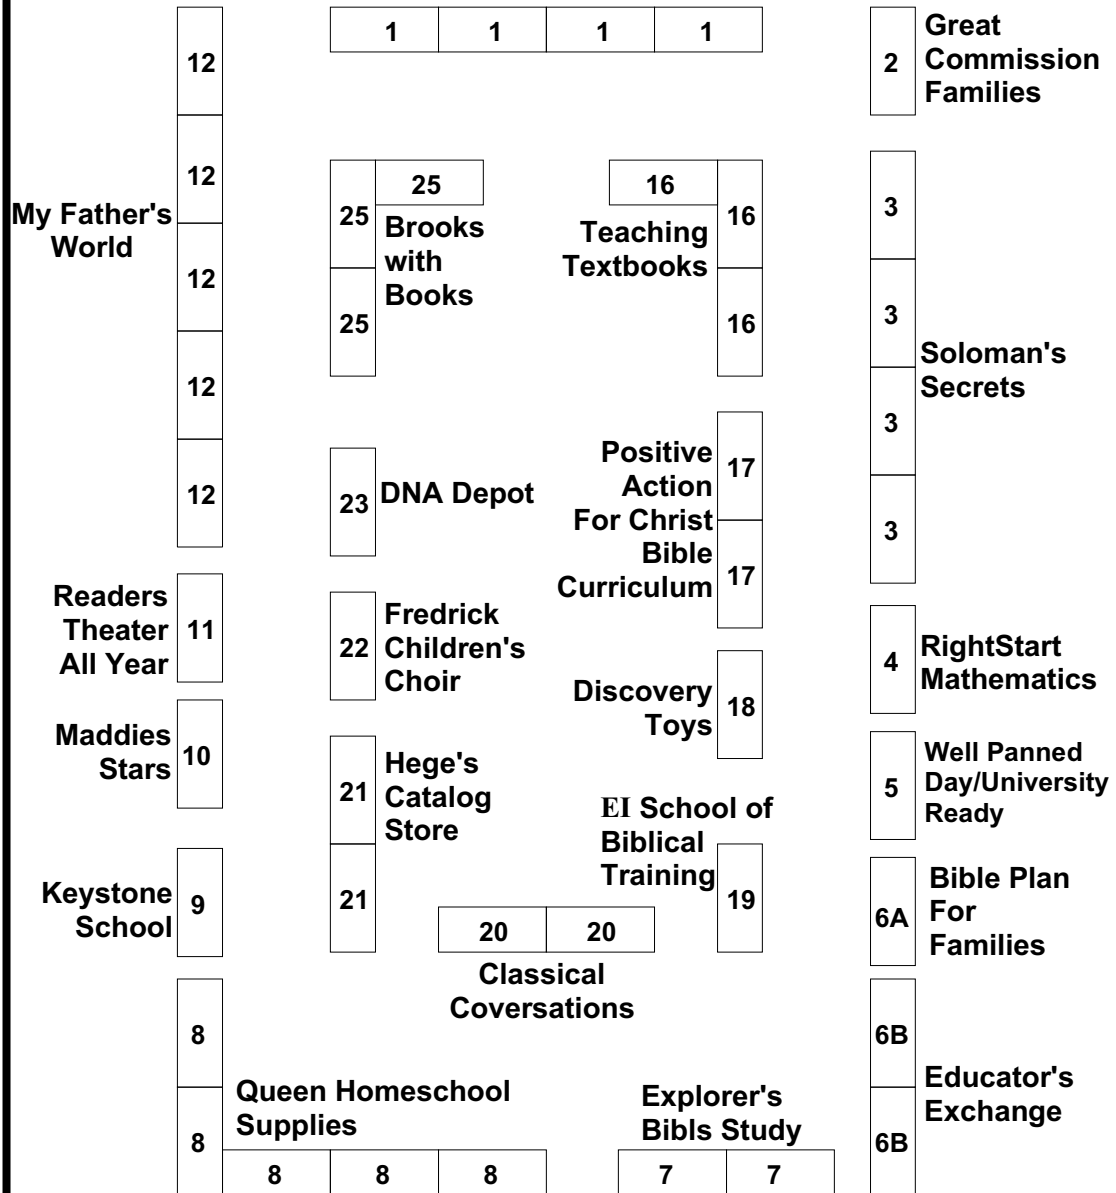 12
1 1 1 1
2
Great
Commission
Families
12
12
12
12
My Father's
World
25
25
25
Brooks
with
Books
16
16
16
Teaching
Textbooks
3
3
3
3
Soloman's
Secrets
23
DNA Depot
Positive
Action
For Christ
Bible
Curriculum
17
17
Readers
Theater
All Year
11
22
Fredrick
Children's
Choir
Discovery
Toys
18
4
RightStart
Mathematics
Maddies
Stars
10
21
21
Hege's
Catalog
Store
EI School of
Biblical
Training
19
5
Well Panned
Day/University
Ready
Keystone
School
9
20 20
Classical
Coversations
6A
Bible Plan
For
Families
8
8
Queen Homeschool
Supplies
8 8 8
Explorer's
Bibls Study
7 7
6B
6B
Educator's
Exchange